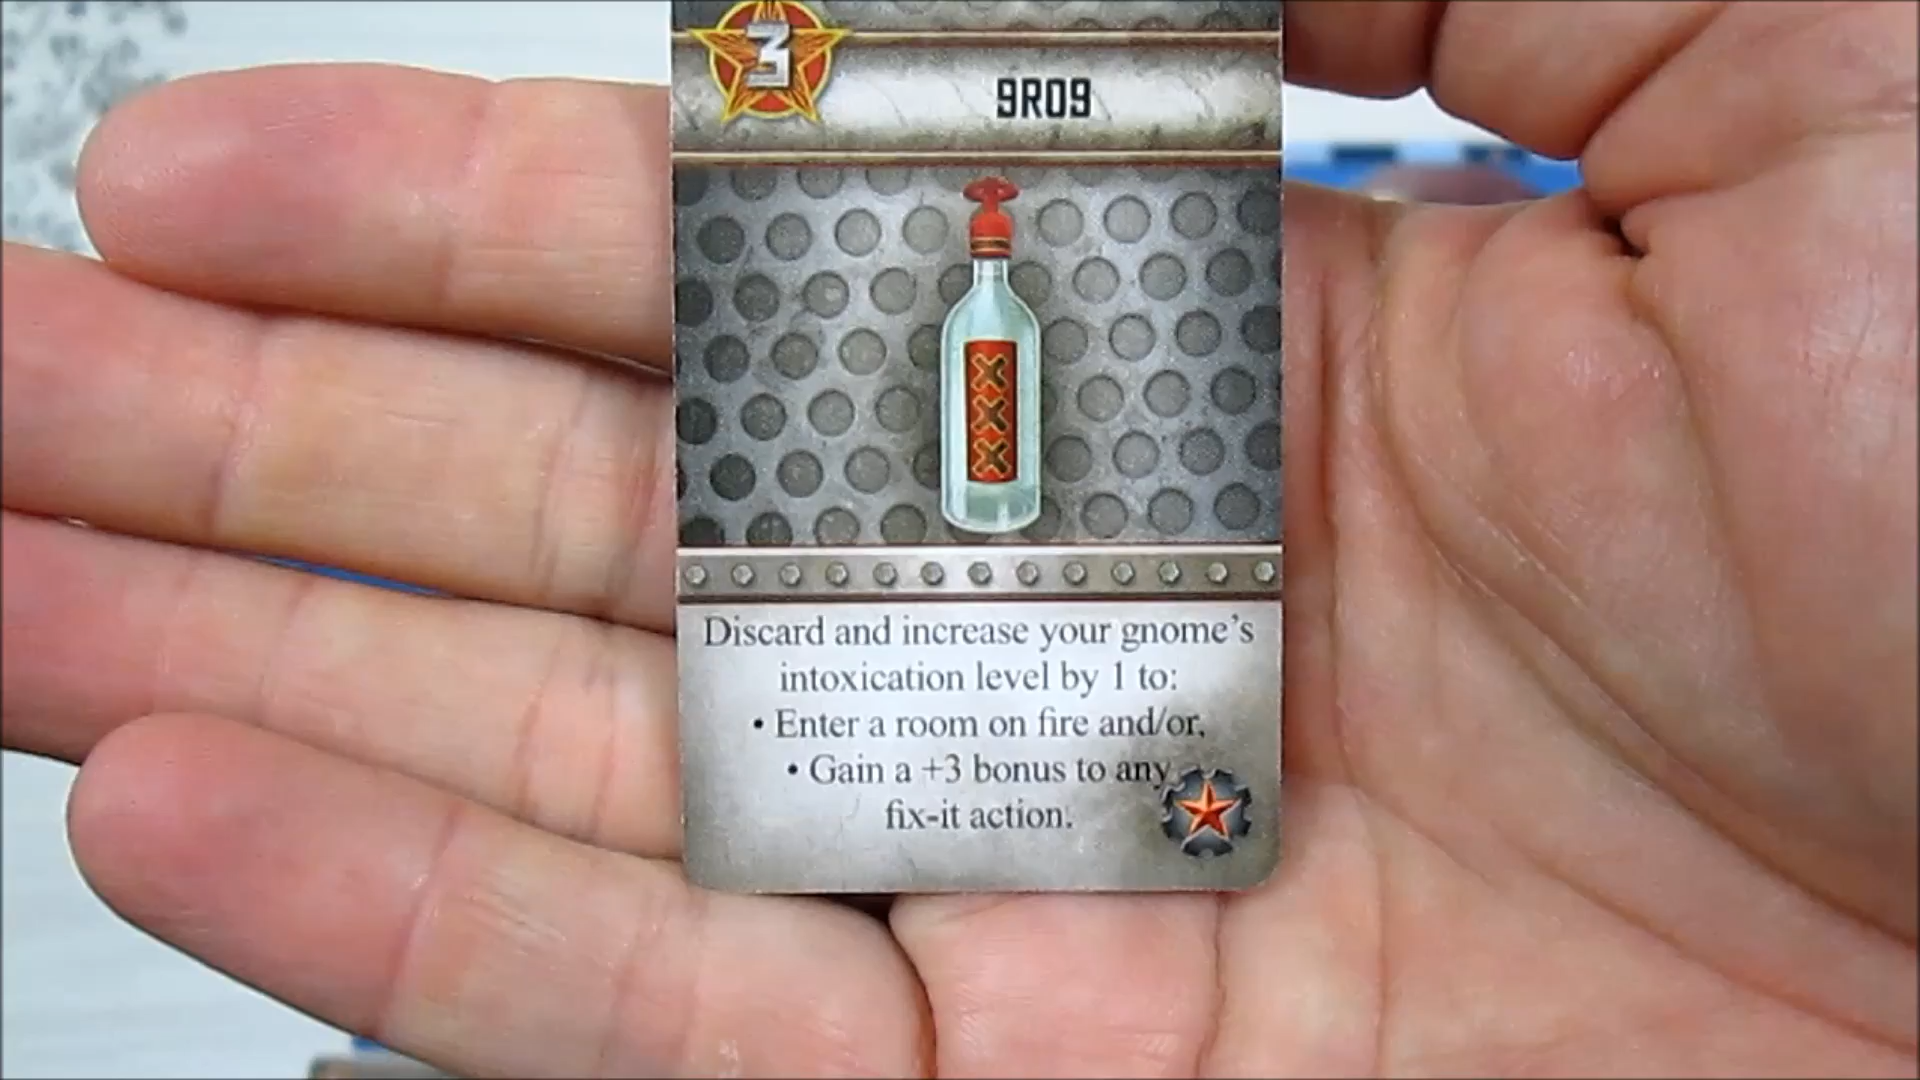 3
9R09
X
X
X
Discard and increase your gnome's
intoxication level by 1 to:
• Enter a room on fire and/or,
• Gain a +3 bonus to any
fix-it action.